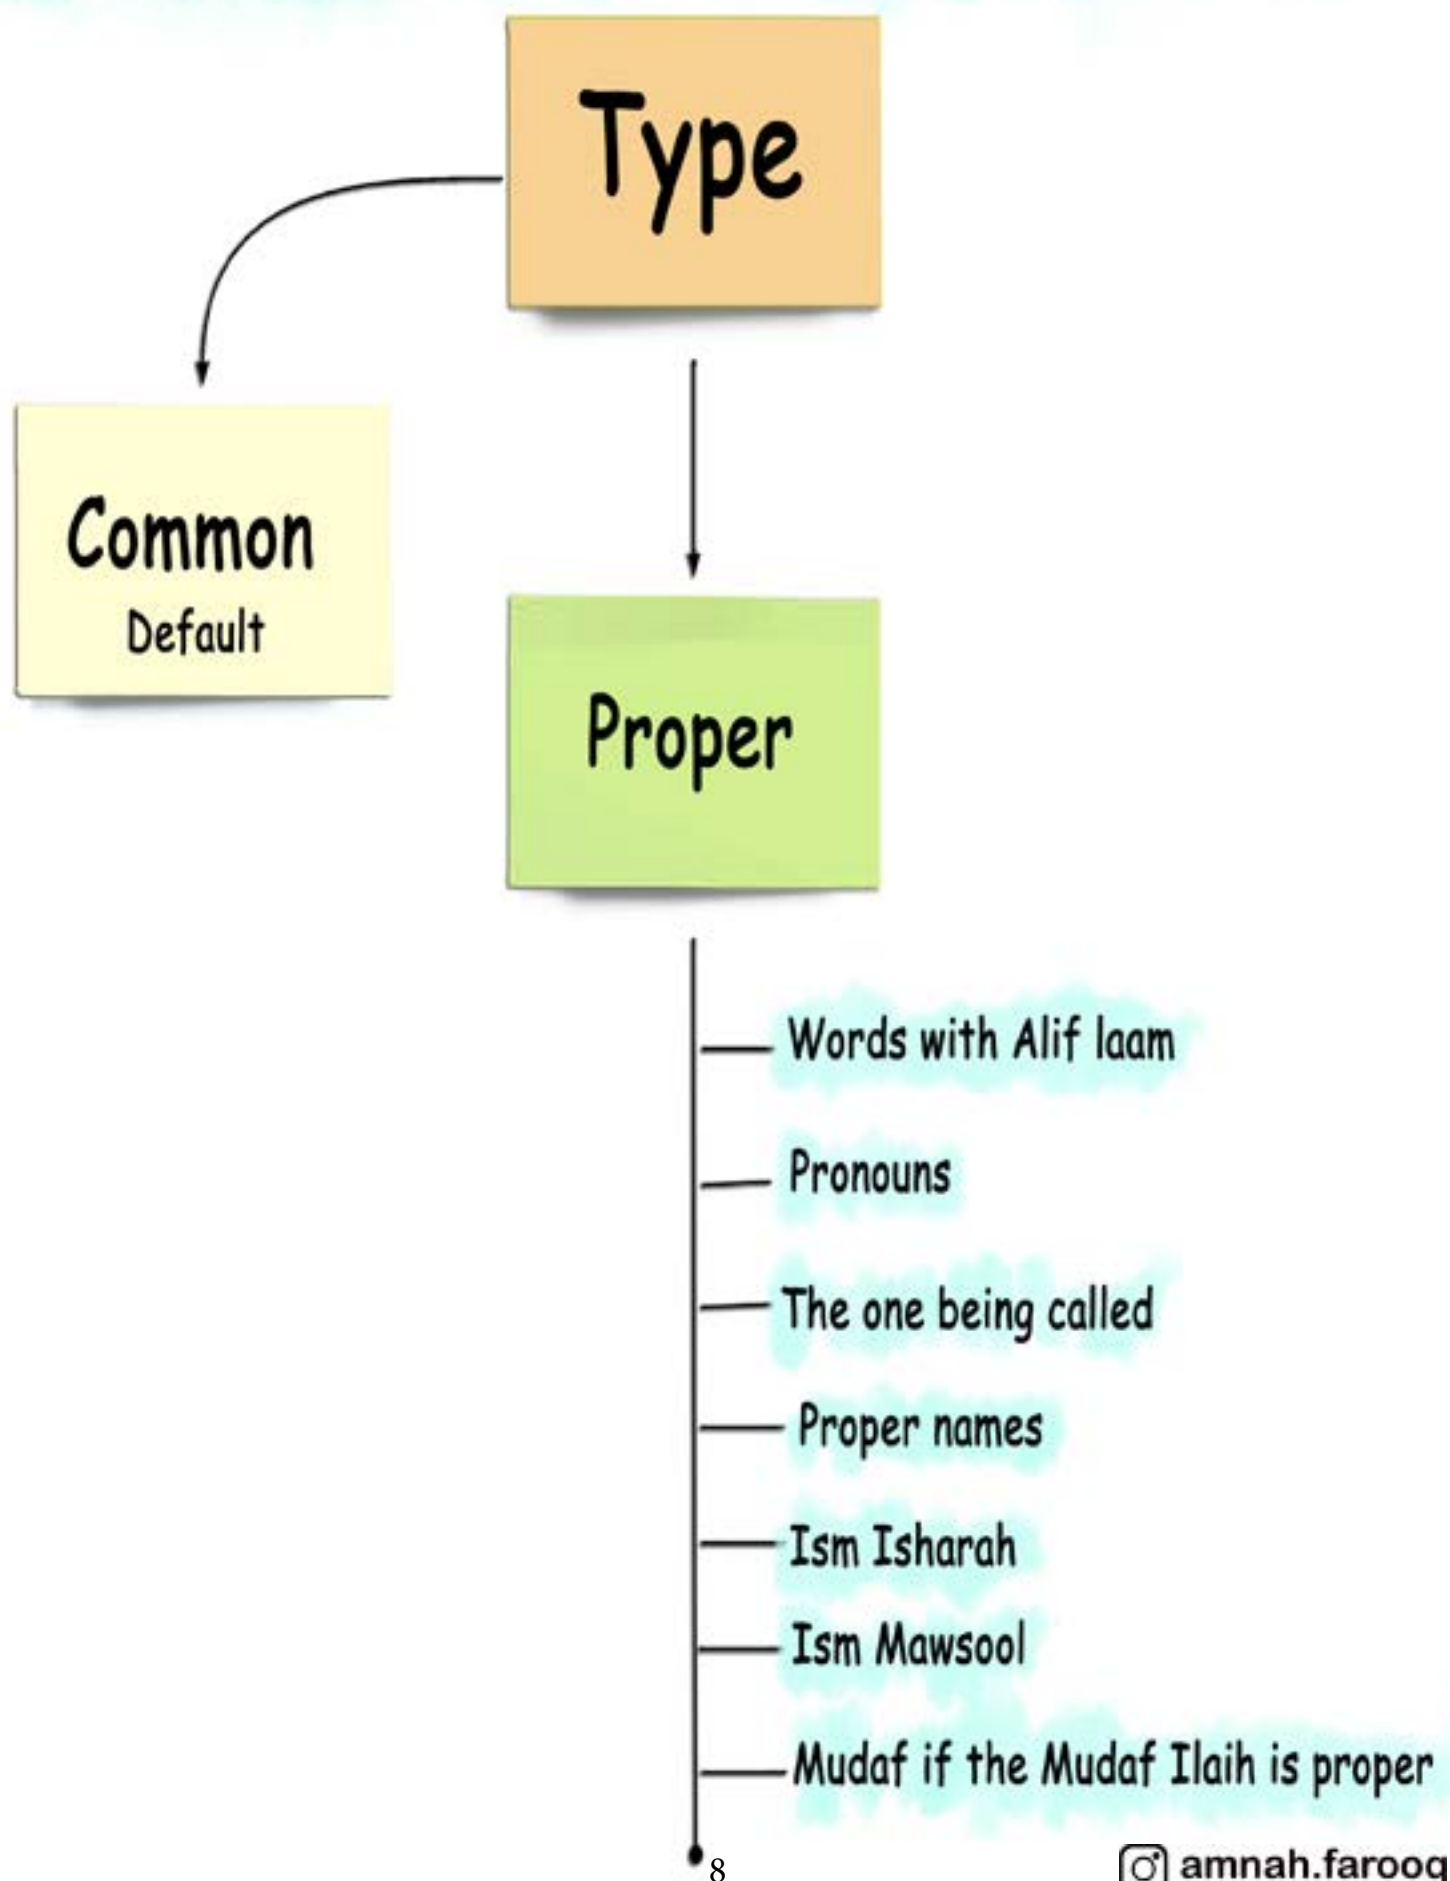 Type
Common
Default
Proper
Words with Alif laam
Pronouns
The one being called
Proper names
Ism Isharah
Ism Mawsool
Mudaf if the Mudaf Ilaih is proper
8
amnah.farooq